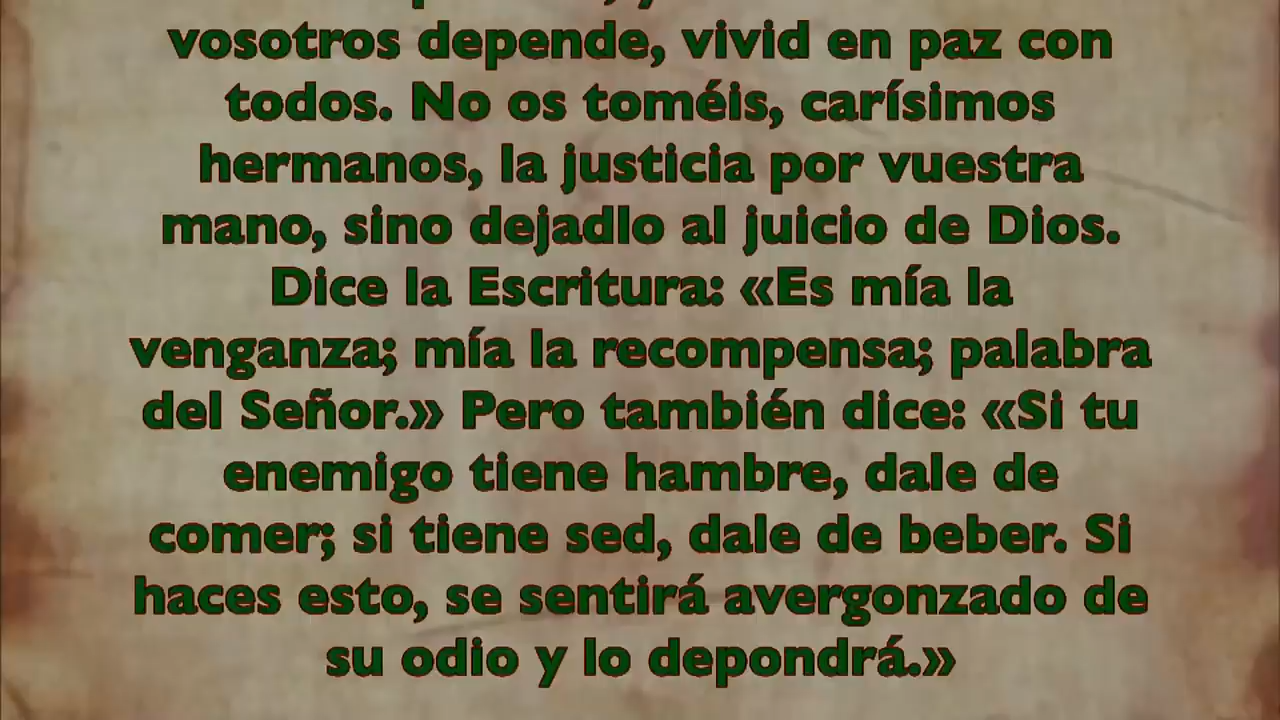 vosotros depende, vivid en paz con
todos. No os toméis, carísimos
hermanos, la justicia por vuestra
mano, sino dejadlo al juicio de Dios.
Dice la Escritura: «Es mía la
venganza; mía la recompensa; palabra
del Señor.» Pero también dice: «Si tu
enemigo tiene hambre, dale de
comer; si tiene sed, dale de beber. Si
haces esto, se sentirá avergonzado de
su odio y lo depondrá.»